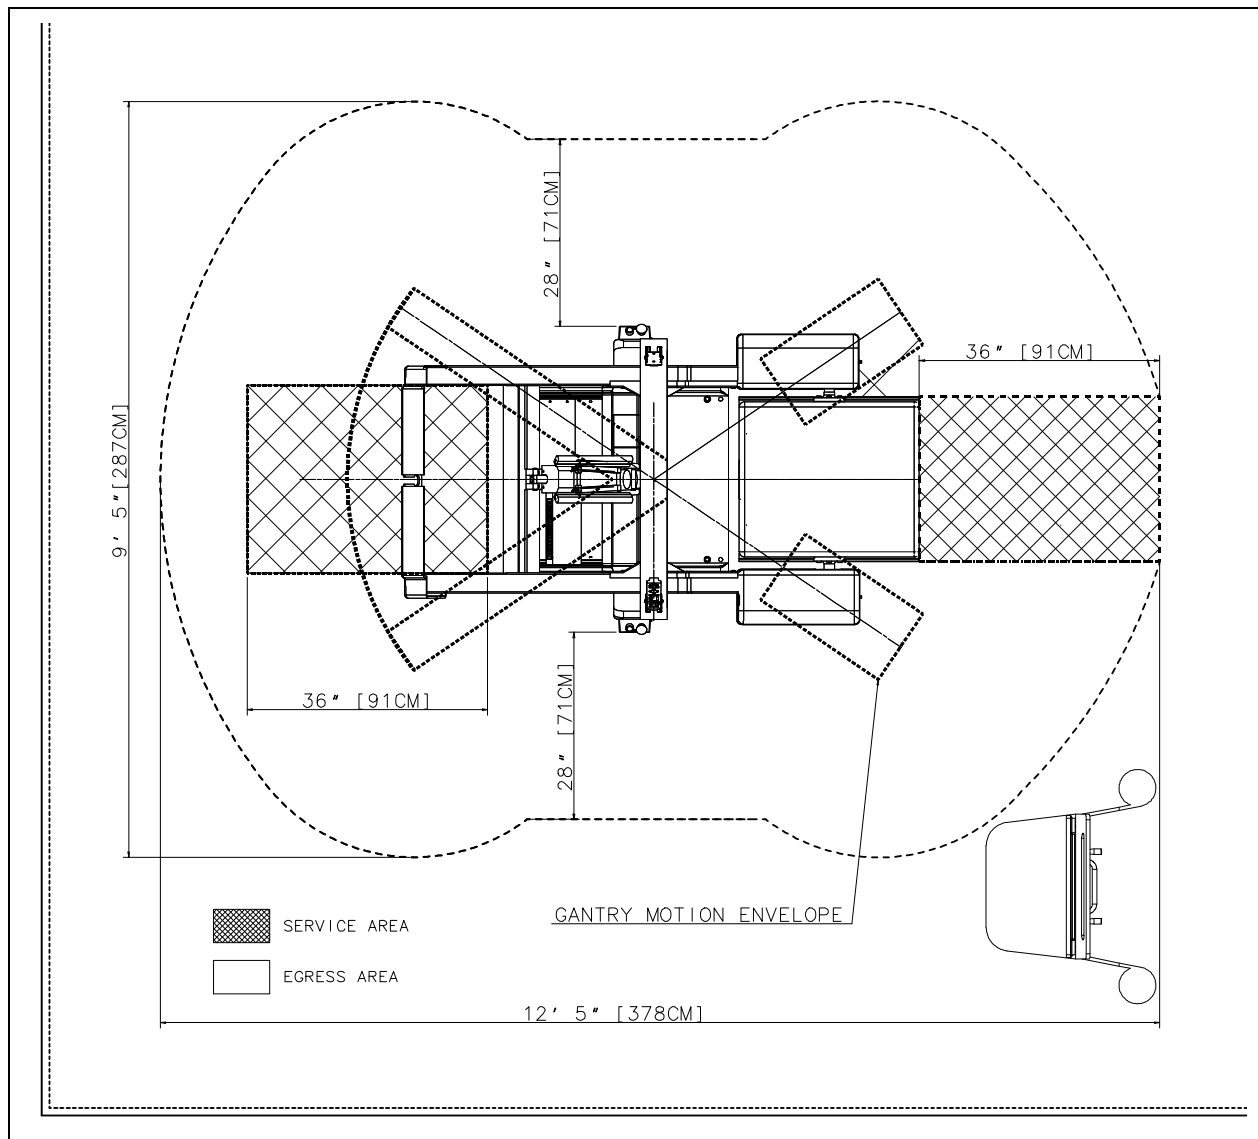 28" [71CM]
36" [91CM]
9' 5"[287CM]
36" [91CM]
28" [71CM]
GANTRY MOTION ENVELOPE
SERVICE AREA
EGRESS AREA
12' 5" [378CM]